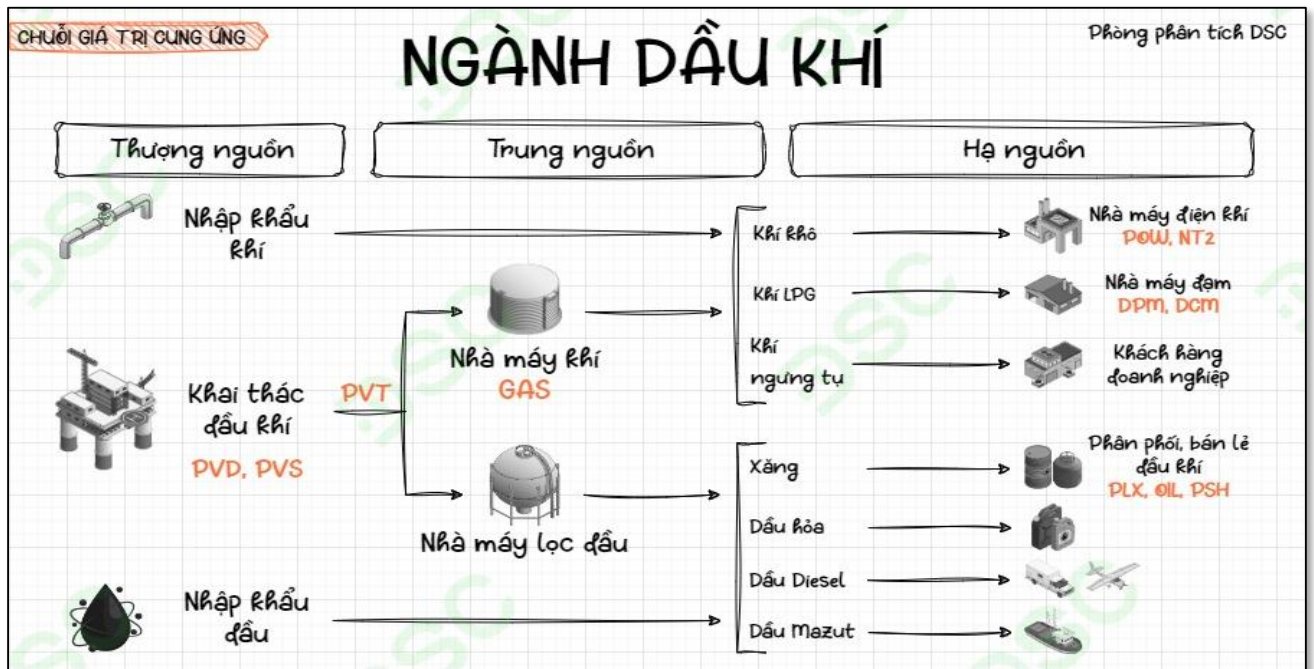 CHUỖI GIÁ TRỊ CUNG ỨNG
NGÀNH DẦU KHÍ
Phòng phân tích DSC
Thượng nguồn
Trung nguồn
Hạ nguồn
Nhập khẩu
khí
Khí khô
Nhà máy điện khí
POW, NT2
Khí LPG
Nhà máy đạm
DPM, DCM
Nhà máy khí
GAS
Khí
ngưng tụ
Khách hàng
doanh nghiệp
Khai thác
dầu khí
PVD, PVS
PVT
Nhà máy lọc dầu
Xăng
Phân phối, bán lẻ
dầu khí
PLX, OIL, PSH
Dầu hỏa
Dầu Diesel
Nhập khẩu
dầu
Dầu Mazut
DSC
DSC
DSC
DSC